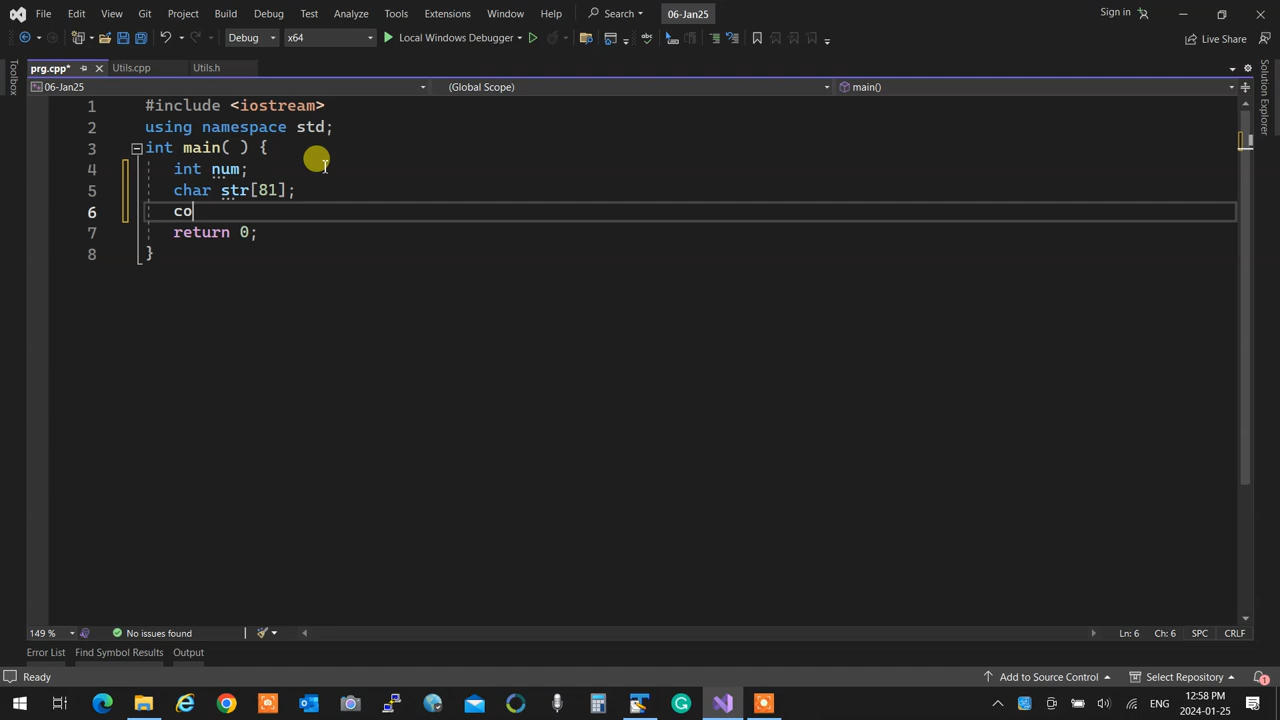 File Edit View Git Project Build Debug Test Analyze Tools Extensions Window Help Search 06-Jan25 Sign in
Debug x64 Local Windows Debugger Live Share
prg.cpp* Utils.cpp Utils.h
06-Jan25 (Global Scope) main()
Toolbox
Solution Explorer
1 #include <iostream>
2 using namespace std;
3 int main( ) {
4 int num;
5 char str[81];
6 co
7 return 0;
8 }
149 % No issues found Ln: 6 Ch: 6 SPC CRLF
Error List Find Symbol Results Output
Ready Add to Source Control Select Repository 1
ENG 12:58 PM
2024-01-25